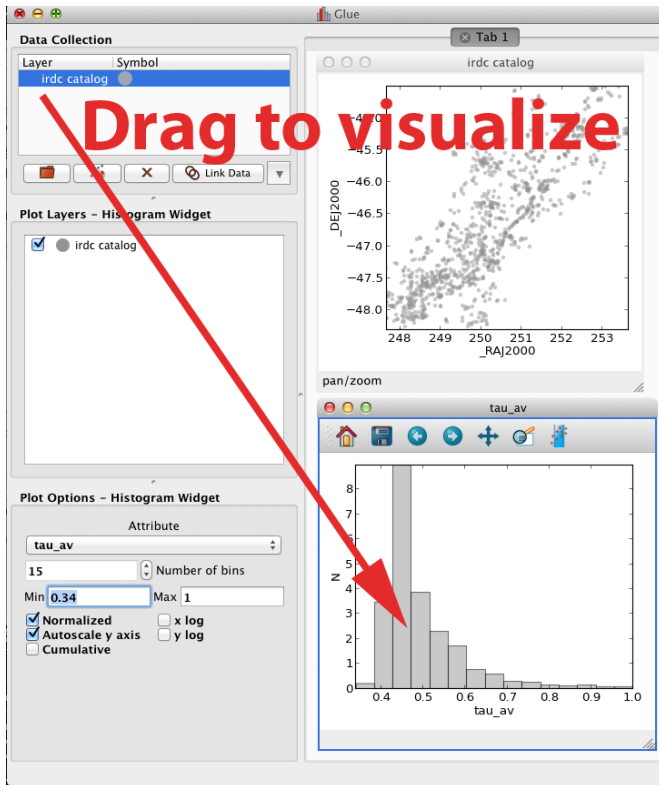 Glue
Data Collection
Layer Symbol
irdc catalog
Drag to visualize
Link Data
Plot Layers – Histogram Widget
irdc catalog
Plot Options – Histogram Widget
Attribute
tau_av
15 Number of bins
Min 0.34 Max 1
Normalized x log
Autoscale y axis y log
Cumulative
Tab 1
irdc catalog
_DEJ2000
−45.5
−46.0
−46.5
−47.0
−47.5
−48.0
248 249 250 251 252 253
_RAJ2000
pan/zoom
tau_av
N
8
7
6
5
4
3
2
1
0
0.4 0.5 0.6 0.7 0.8 0.9 1.0
tau_av